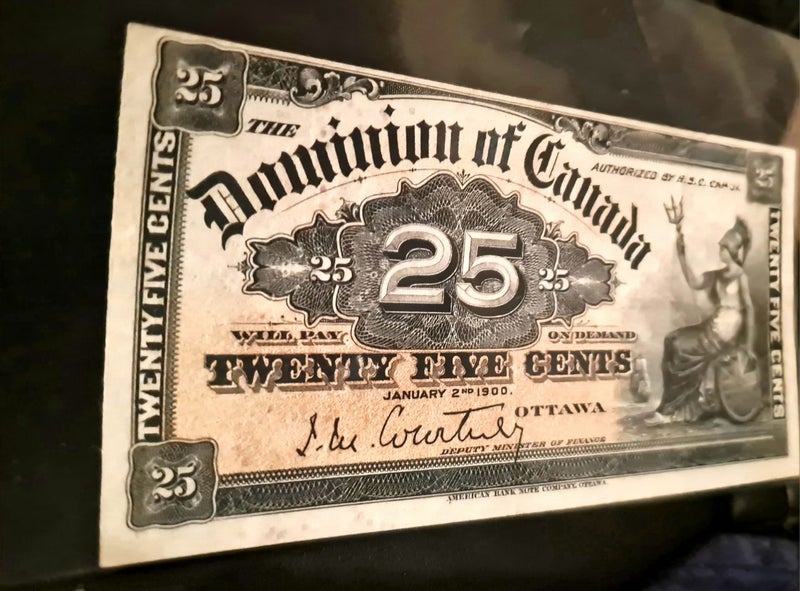 25
THE
Dominion of Canada
AUTHORIZED BY R.S.C. CAP. 31.
25
TWENTY FIVE CENTS
25
25
25
TWENTY FIVE CENTS
WILL PAY
ON DEMAND
TWENTY FIVE CENTS
JANUARY 2ND 1900.
OTTAWA
J. M. Courtney
DEPUTY MINISTER OF FINANCE
25
AMERICAN BANK NOTE COMPANY, OTTAWA.